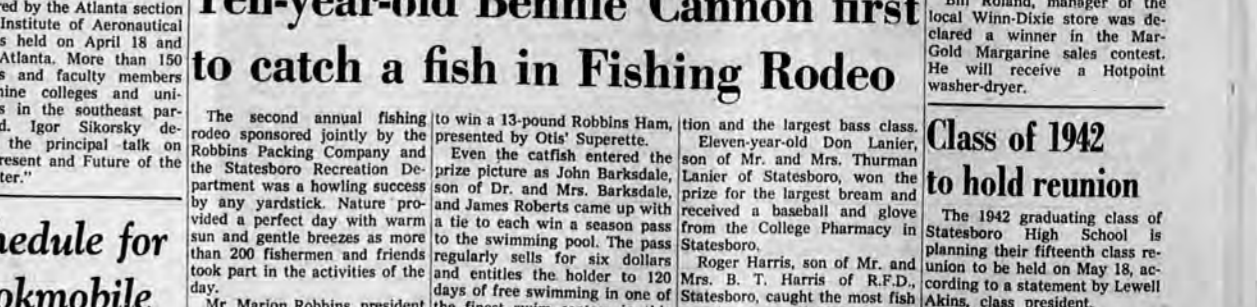 red by the Atlanta section
Institute of Aeronautical
s held on April 18 and
Atlanta. More than 150
s and faculty members
nine colleges and uni-
s in the southeast par-
d. Igor Sikorsky de-
the principal talk on
resent and Future of the
ter."
hedule for
okmobile
Ten-year-old Bennie Cannon first
to catch a fish in Fishing Rodeo
The second annual fishing
rodeo sponsored jointly by the
Robbins Packing Company and
the Statesboro Recreation De-
partment was a howling success
by any yardstick. Nature pro-
vided a perfect day with warm
sun and gentle breezes as more
than 200 fishermen and friends
took part in the activities of the
day.
Mr. Marion Robbins, president
to win a 13-pound Robbins Ham,
presented by Otis' Superette.
Even the catfish entered the
prize picture as John Barksdale,
son of Dr. and Mrs. Barksdale,
and James Roberts came up with
a tie to each win a season pass
to the swimming pool. The pass
regularly sells for six dollars
and entitles the holder to 120
days of free swimming in one of
tion and the largest bass class.
Eleven-year-old Don Lanier,
son of Mr. and Mrs. Thurman
Lanier of Statesboro, won the
prize for the largest bream and
received a baseball and glove
from the College Pharmacy in
Statesboro.
Roger Harris, son of Mr. and
Mrs. B. T. Harris of R.F.D.,
Statesboro, caught the most fish
Bill Roland, manager of the
local Winn-Dixie store was de-
clared a winner in the Mar-
Gold Margarine sales contest.
He will receive a Hotpoint
washer-dryer.
Class of 1942
to hold reunion
The 1942 graduating class of
Statesboro High School is
planning their fifteenth class re-
union to be held on May 18, ac-
cording to a statement by Lewell
Akins, class president.